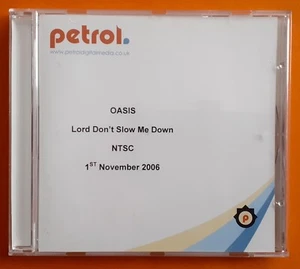 petrol.
www.petroldigitalmedia.co.uk
OASIS
Lord Don't Slow Me Down
NTSC
1ST November 2006
p